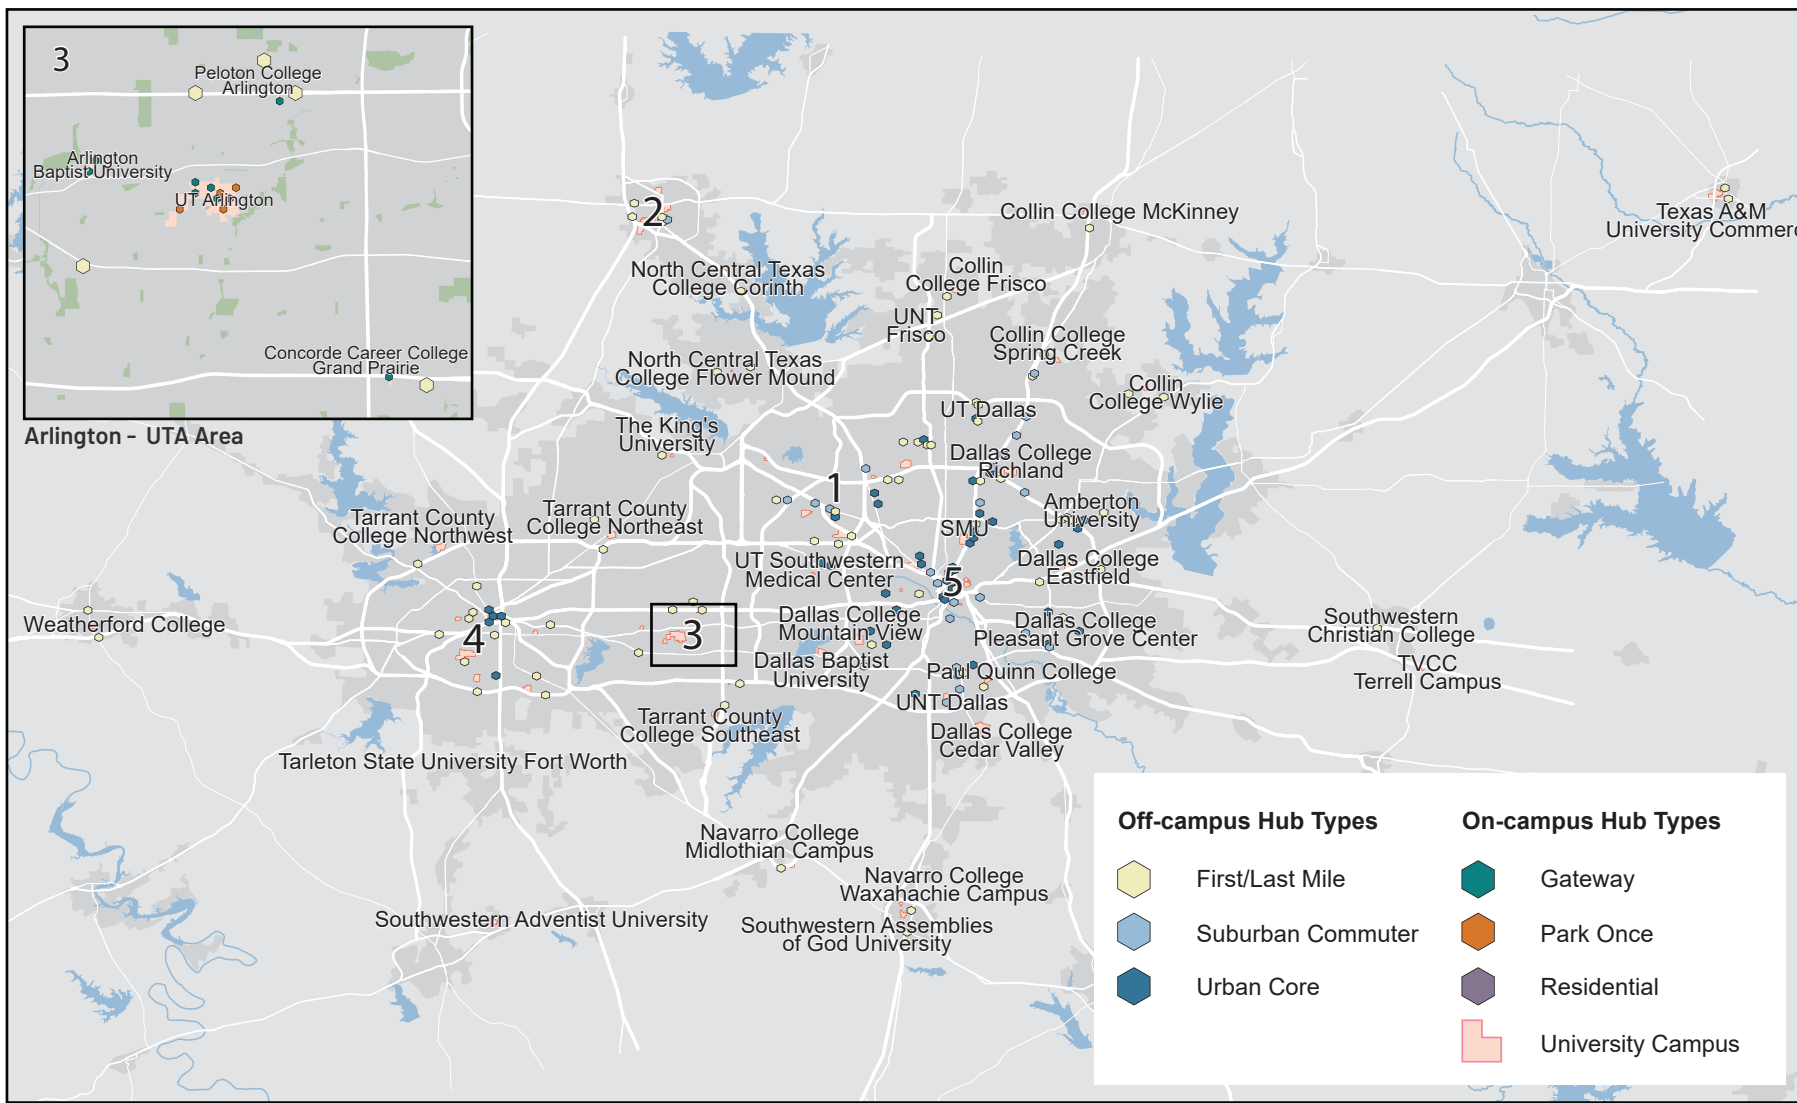 3
Peloton College
Arlington
Arlington
Baptist University
UT Arlington
Concorde Career College
Grand Prairie
Arlington - UTA Area
2
Collin College McKinney
Texas A&M
University Commerc
North Central Texas
College Corinth
Collin
College Frisco
UNT
Frisco
Collin College
Spring Creek
North Central Texas
College Flower Mound
Collin
College Wylie
UT Dallas
The King's
University
Dallas College
Richland
1
Amberton
University
Tarrant County
College Northwest
Tarrant County
College Northeast
SMU
UT Southwestern
Medical Center
Dallas College
Eastfield
5
Weatherford College
4
3
Dallas College
Mountain View
Dallas College
Pleasant Grove Center
Southwestern
Christian College
Dallas Baptist
University
Paul Quinn College
TVCC
Terrell Campus
UNT Dallas
Tarrant County
College Southeast
Dallas College
Cedar Valley
Tarleton State University Fort Worth
Navarro College
Midlothian Campus
Navarro College
Waxahachie Campus
Southwestern Adventist University
Southwestern Assemblies
of God University
Off-campus Hub Types
First/Last Mile
Suburban Commuter
Urban Core
On-campus Hub Types
Gateway
Park Once
Residential
University Campus